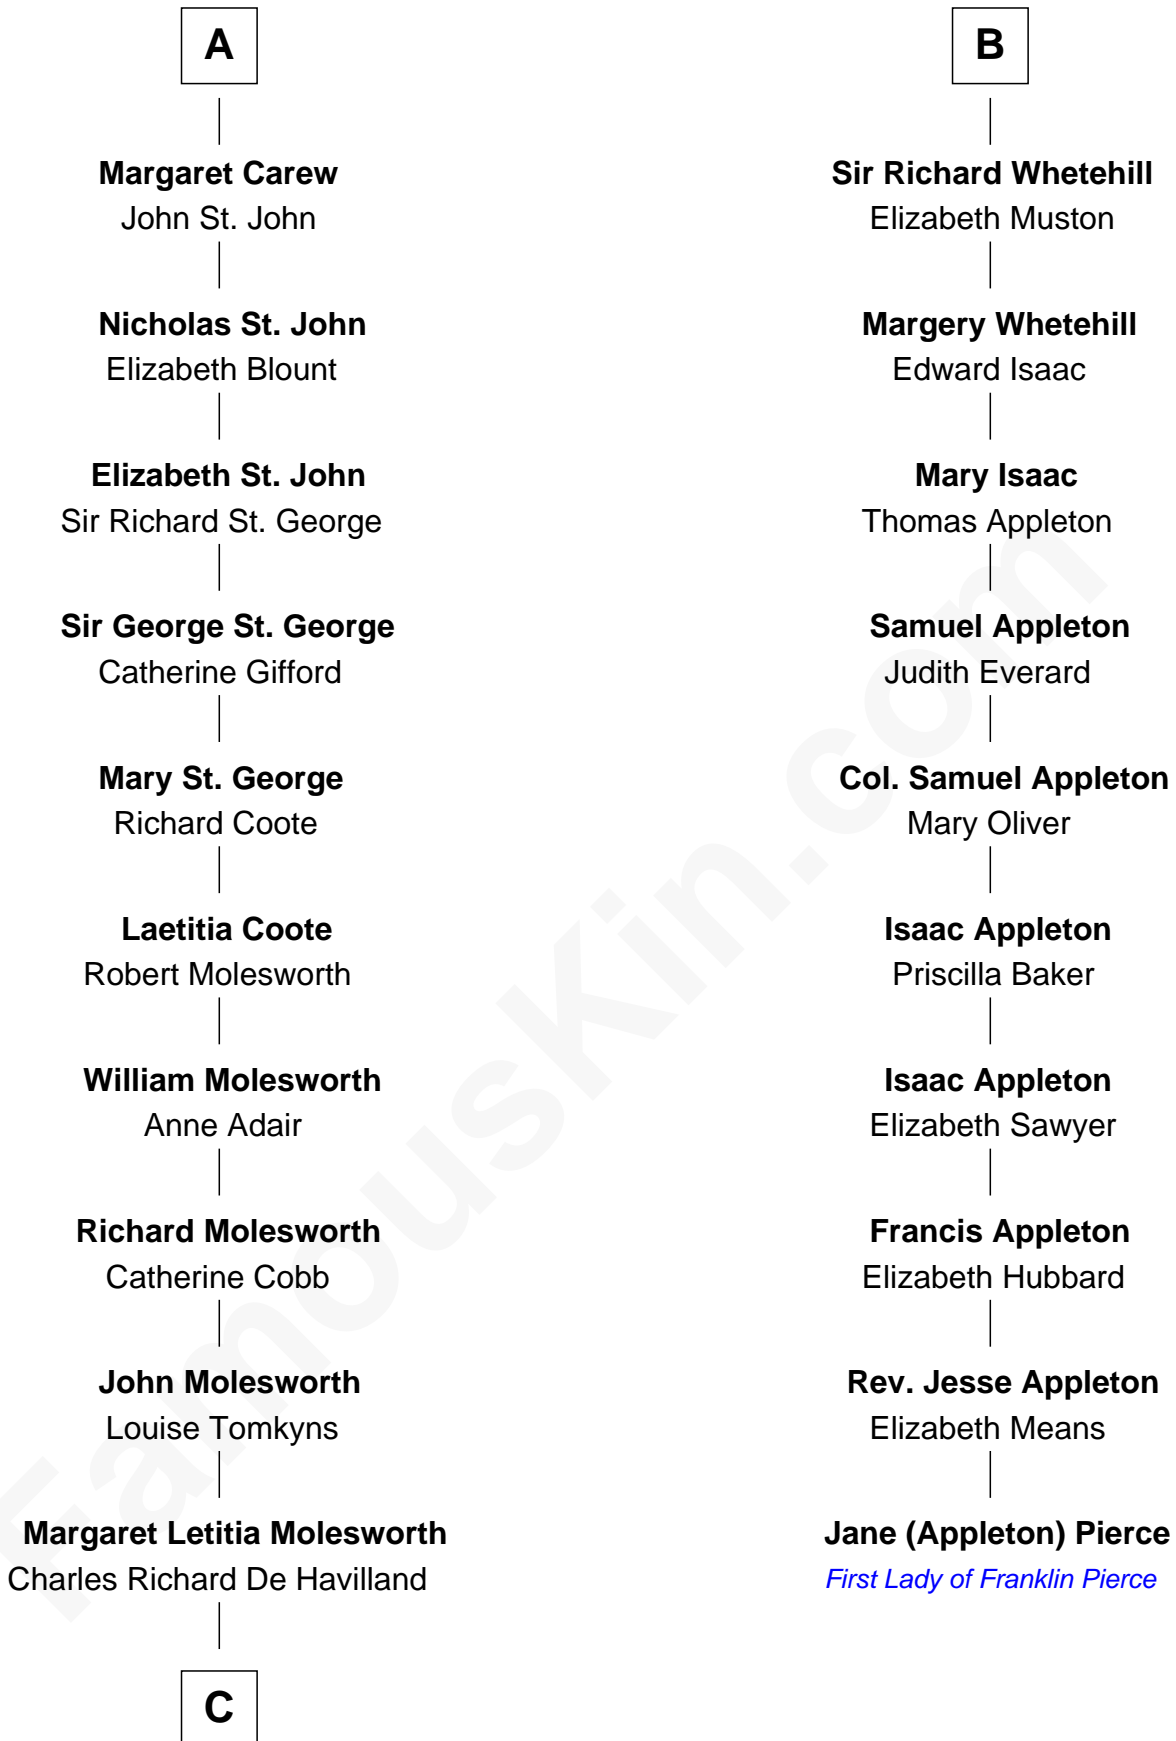 A
Margaret Carew
John St. John
Nicholas St. John
Elizabeth Blount
Elizabeth St. John
Sir Richard St. George
Sir George St. George
Catherine Gifford
Mary St. George
Richard Coote
Laetitia Coote
Robert Molesworth
William Molesworth
Anne Adair
Richard Molesworth
Catherine Cobb
John Molesworth
Louise Tomkyns
Margaret Letitia Molesworth
Charles Richard De Havilland
C
B
Sir Richard Whetehill
Elizabeth Muston
Margery Whetehill
Edward Isaac
Mary Isaac
Thomas Appleton
Samuel Appleton
Judith Everard
Col. Samuel Appleton
Mary Oliver
Isaac Appleton
Priscilla Baker
Isaac Appleton
Elizabeth Sawyer
Francis Appleton
Elizabeth Hubbard
Rev. Jesse Appleton
Elizabeth Means
Jane (Appleton) Pierce
First Lady of Franklin Pierce
FamousKin.com